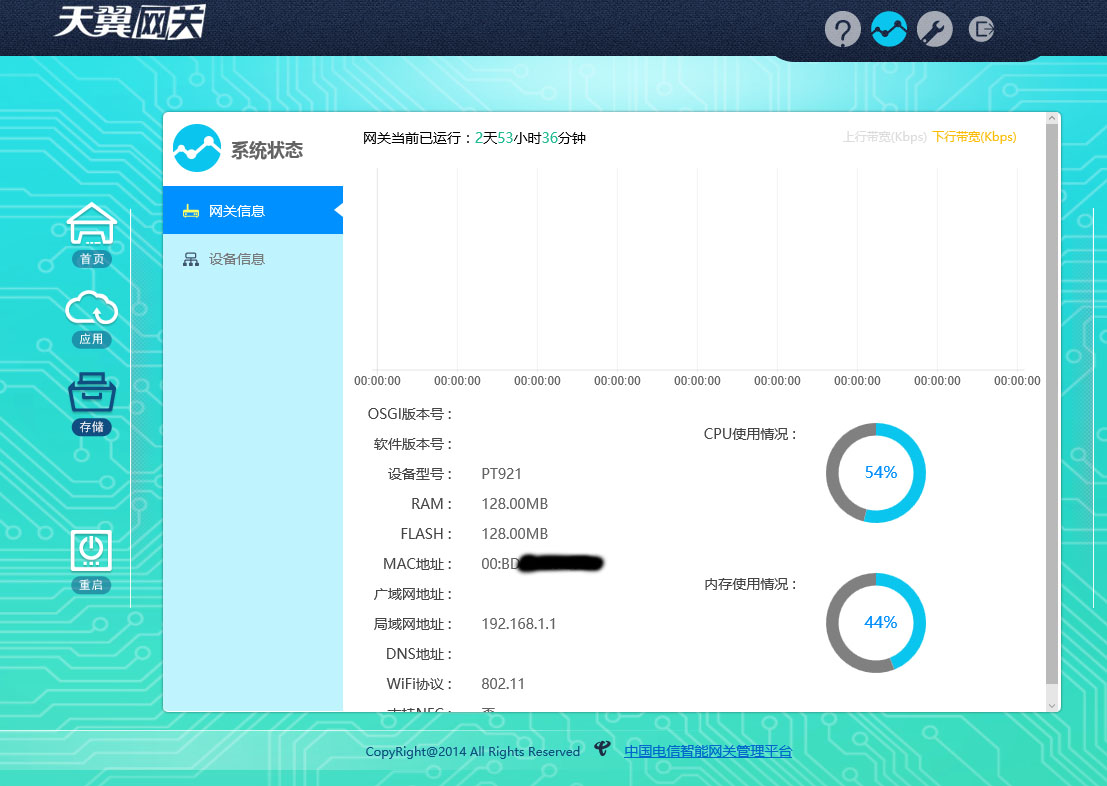 天翼网关
系统状态
网关当前已运行：2天53小时36分钟
上行带宽(Kbps) 下行带宽(Kbps)
网关信息
设备信息
首页
应用
存储
重启
00:00:00 00:00:00 00:00:00 00:00:00 00:00:00 00:00:00 00:00:00 00:00:00 00:00:00
OSGI版本号：
软件版本号：
设备型号： PT921
RAM： 128.00MB
FLASH： 128.00MB
MAC地址： 00:BD
广域网地址：
局域网地址： 192.168.1.1
DNS地址：
WiFi协议： 802.11
CPU使用情况：
54%
内存使用情况：
44%
CopyRight@2014 All Rights Reserved 中国电信智能网关管理平台